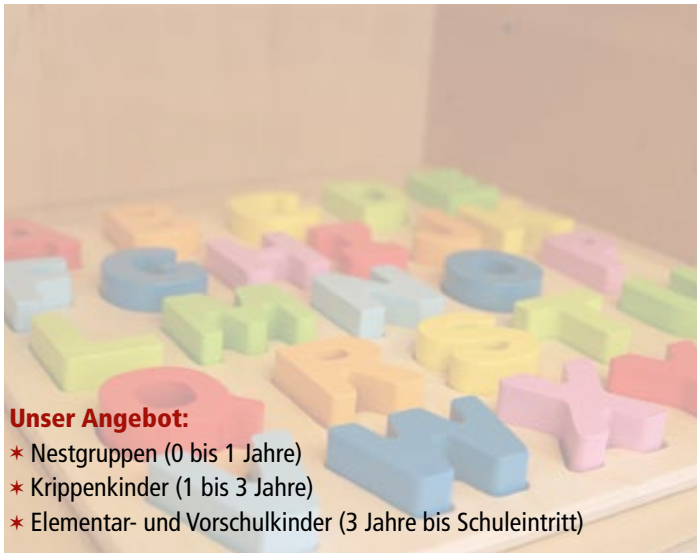 Unser Angebot:
✶ Nestgruppen (0 bis 1 Jahre)
✶ Krippenkinder (1 bis 3 Jahre)
✶ Elementar- und Vorschulkinder (3 Jahre bis Schuleintritt)